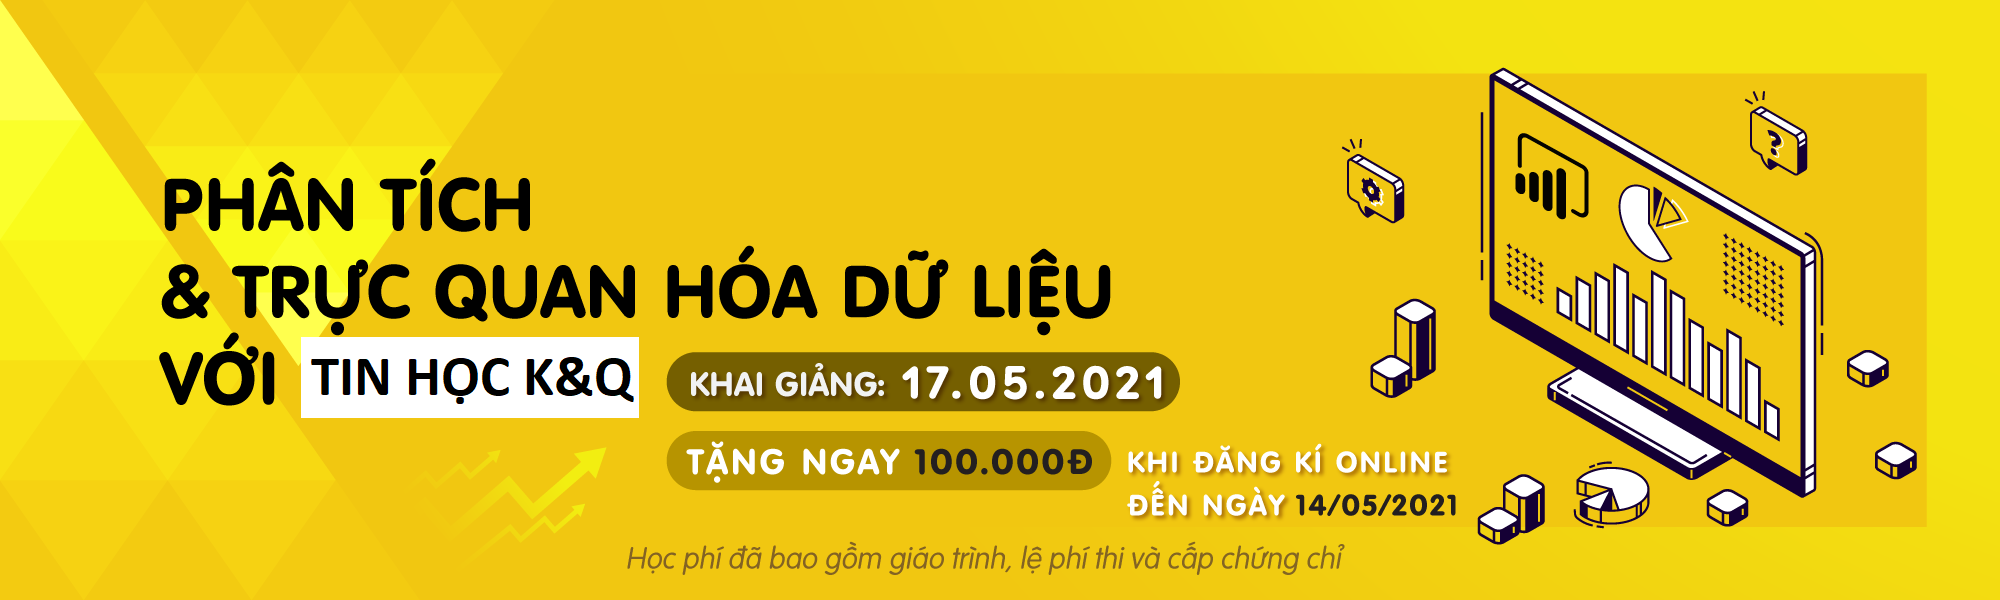 PHÂN TÍCH
& TRỰC QUAN HÓA DỮ LIỆU
VỚI TIN HỌC K&Q
KHAI GIẢNG: 17.05.2021
TẶNG NGAY 100.000Đ
KHI ĐĂNG KÍ ONLINE
ĐẾN NGÀY 14/05/2021
Học phí đã bao gồm giáo trình, lệ phí thi và cấp chứng chỉ
?